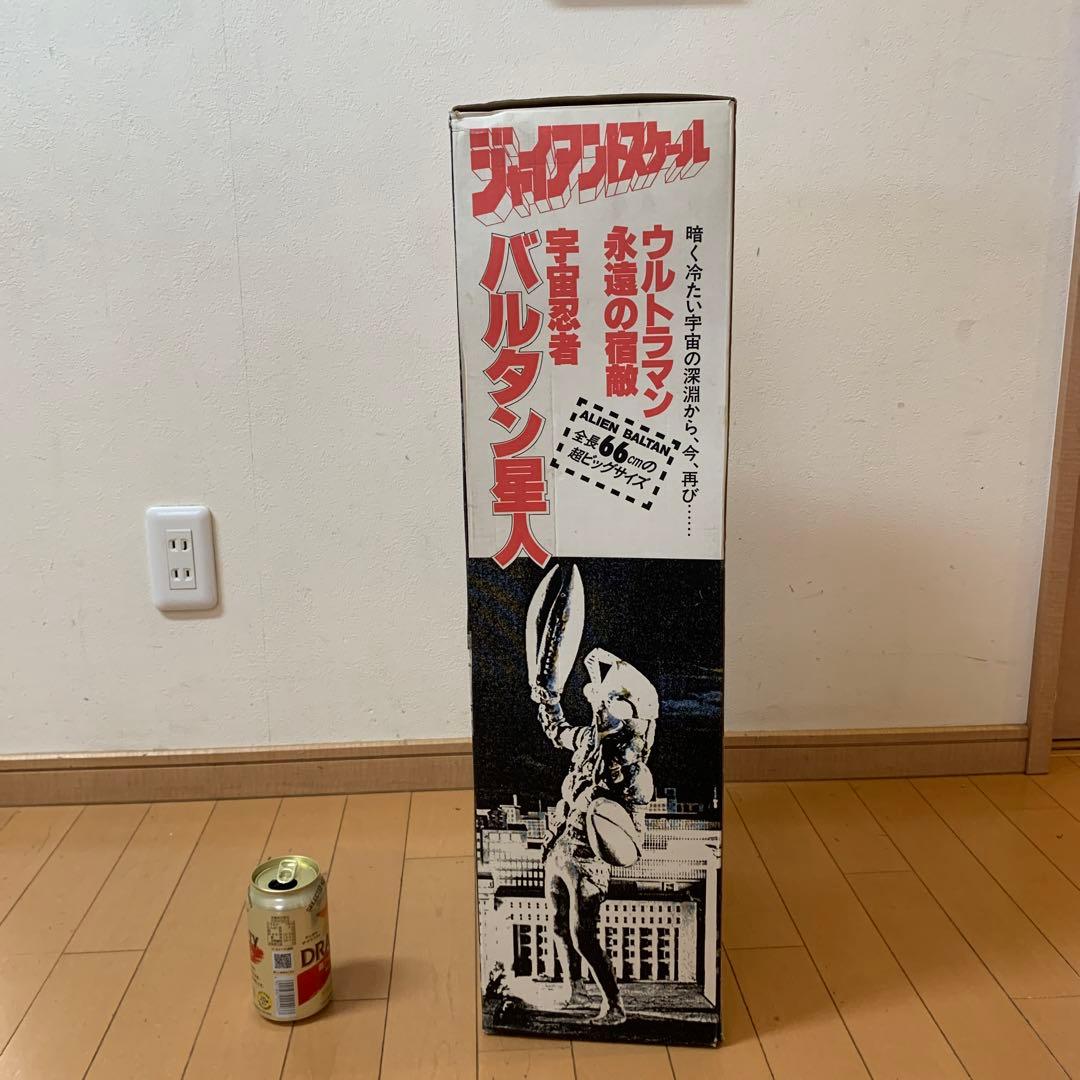 ジャイアントスケール
暗く冷たい宇宙の深淵から、今、再び……
ウルトラマン
永遠の宿敵
宇宙忍者
バルタン星人
ALIEN BALTAN
全長66cmの
超ビッグサイズ
DRA